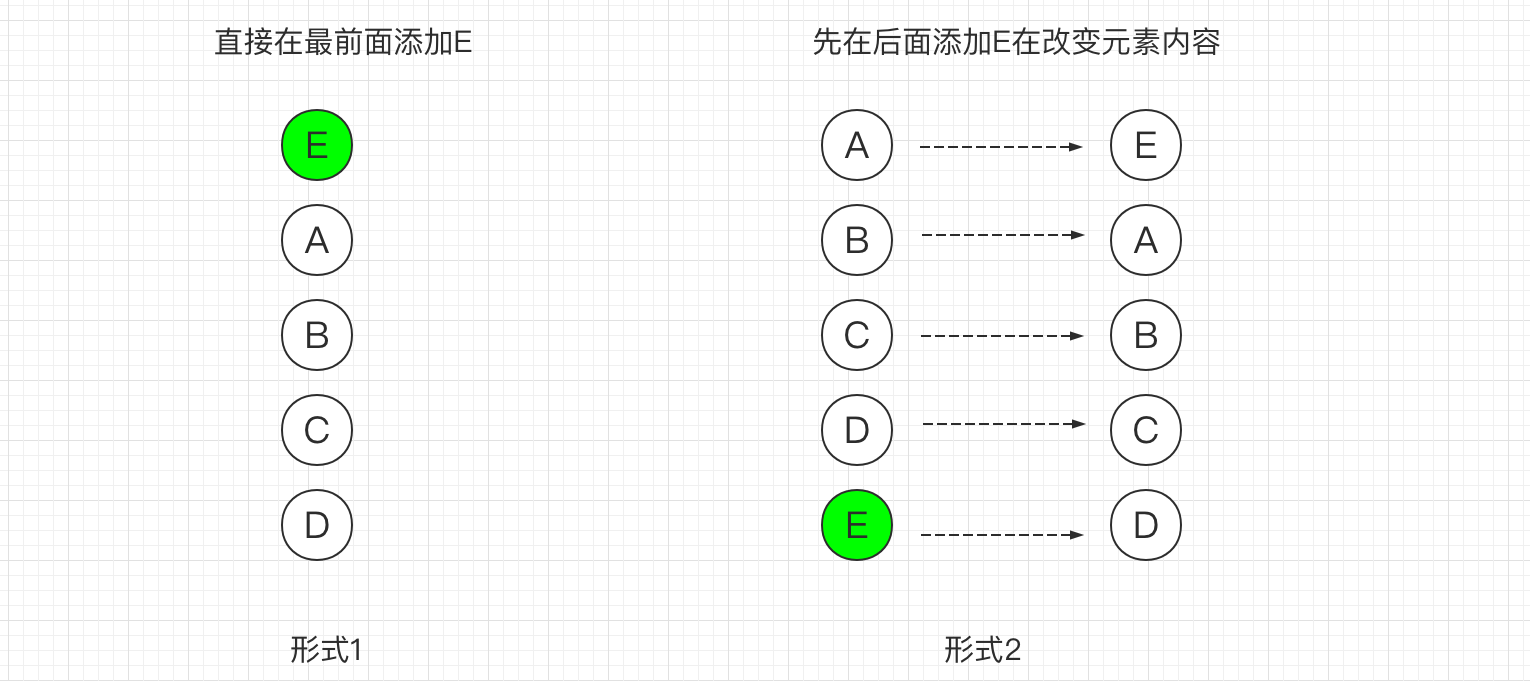 直接在最前面添加E
E
A
B
C
D
形式1
先在后面添加E在改变元素内容
A E
B A
C B
D C
E D
形式2